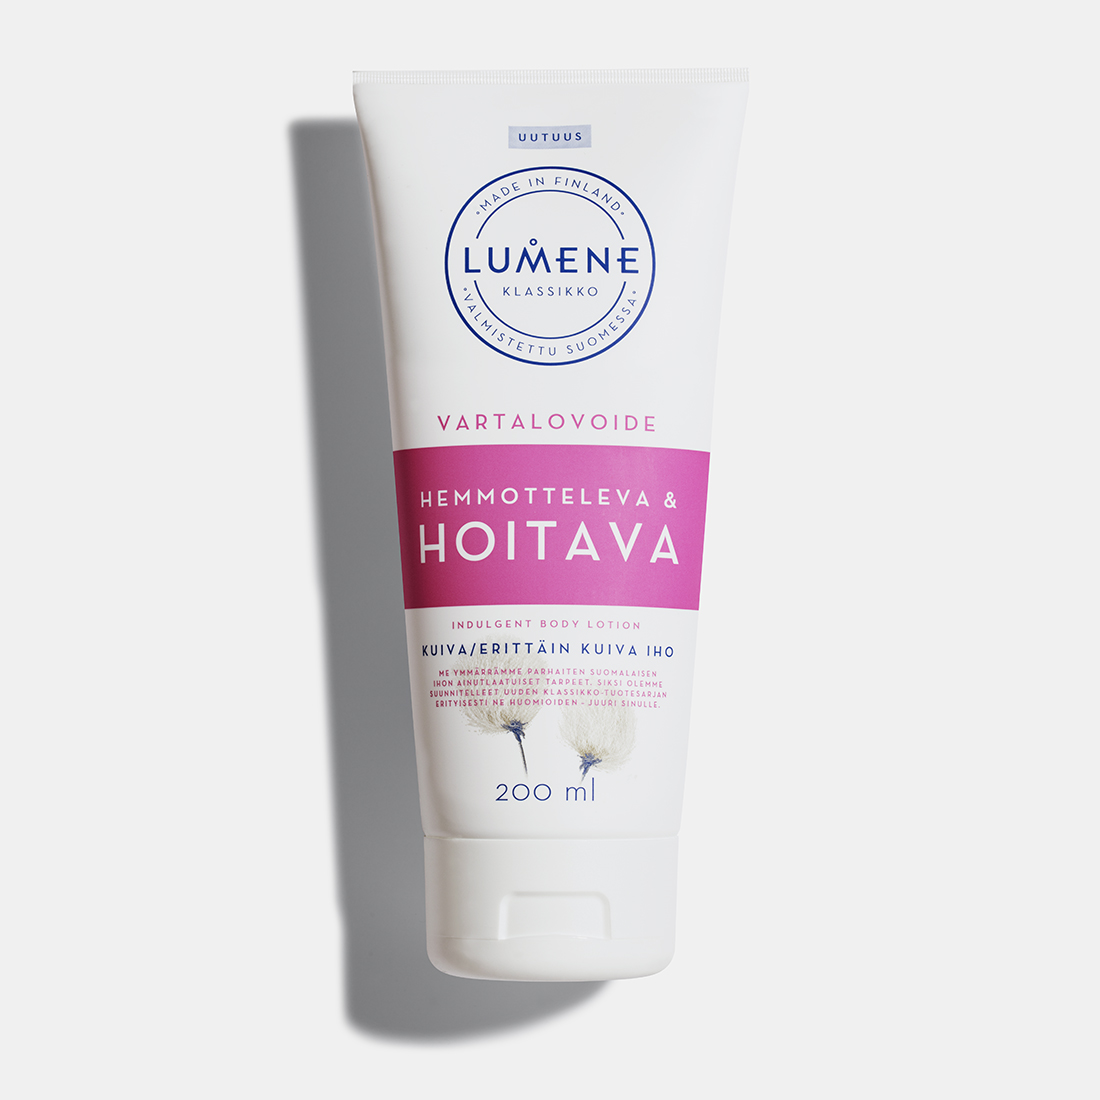 UUTUUS
•MADE IN FINLAND•
LUMENE
KLASSIKKO
•VALMISTETTU SUOMESSA•
VARTALOVOIDE
HEMMOTTELEVA &
HOITAVA
INDULGENT BODY LOTION
KUIVA/ERITTÄIN KUIVA IHO
ME YMMÄRRÄMME PARHAITEN SUOMALAISEN
IHON AINUTLAATUISET TARPEET, SIKSI OLEMME
SUUNNITELLEET UUDEN KLASSIKKO-TUOTESARJAN
ERITYISESTI NE HUOMIOIDEN - JUURI SINULLE.
200 ml